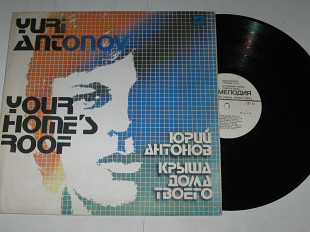 YURI
ANTONOV
YOUR
HOME'S
ROOF
ЮРИЙ
АНТОНОВ
КРЫША
ДОМА
ТВОЕГО
МЕЛОДИЯ